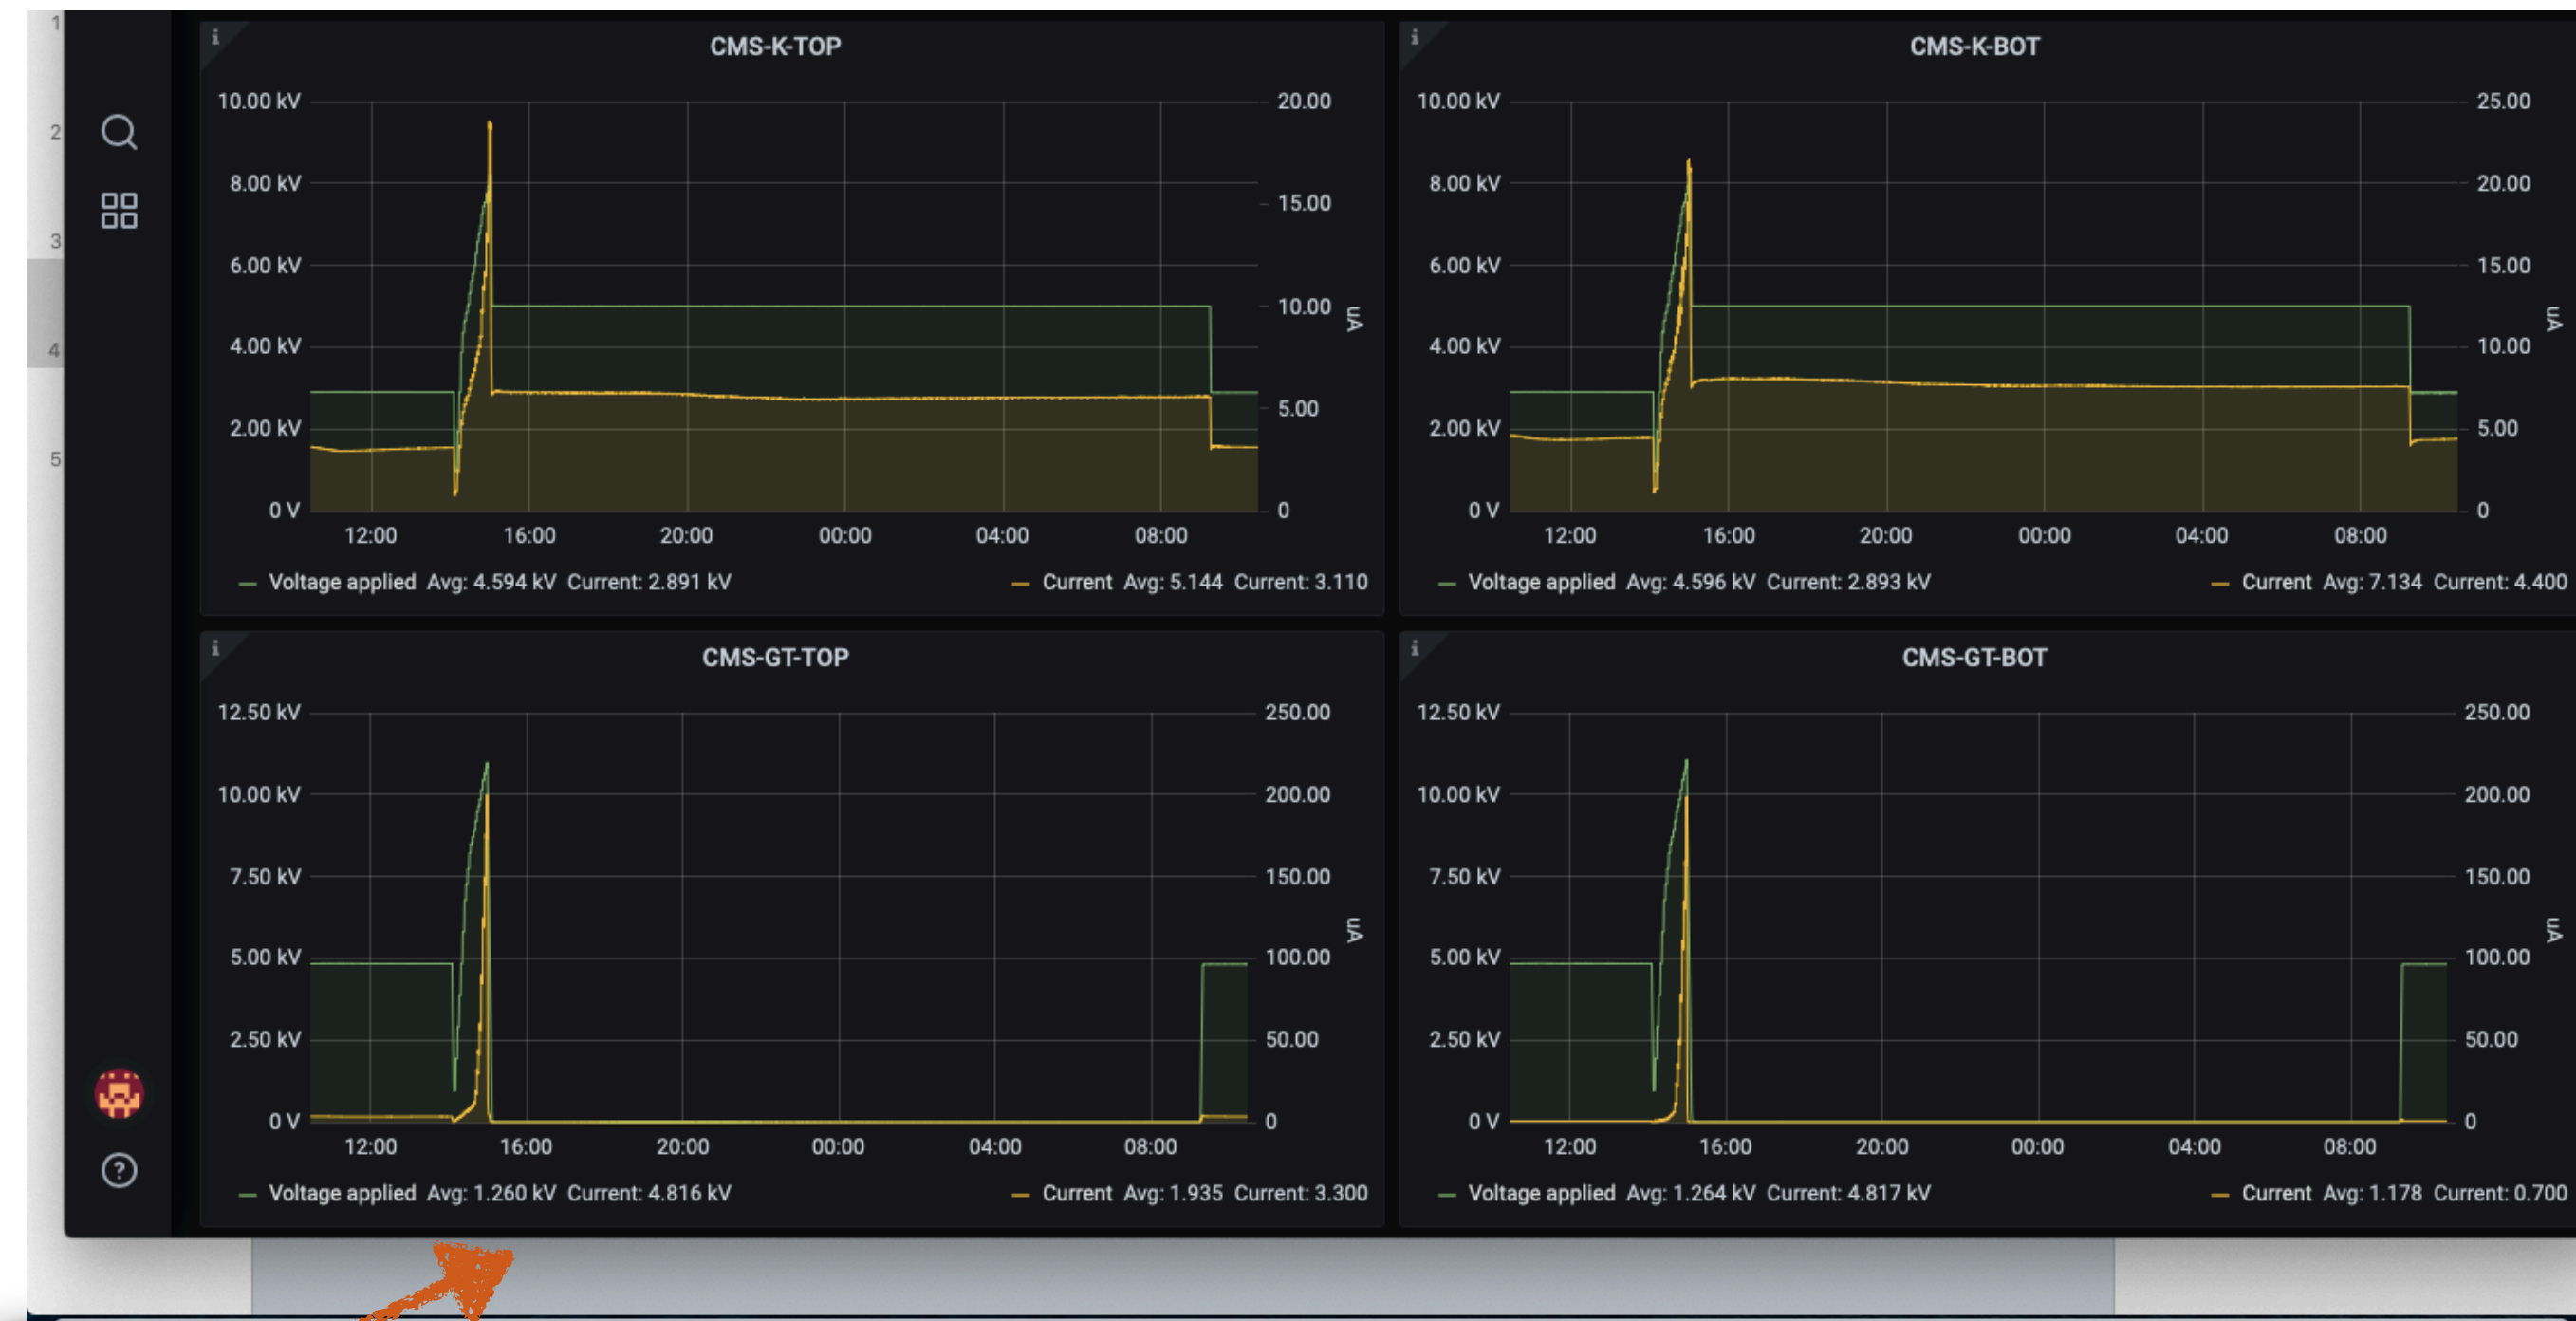 1
2
3
4
5
i
CMS-K-TOP
10.00 kV
8.00 kV
6.00 kV
4.00 kV
2.00 kV
0 V
20.00
15.00
10.00
5.00
0
uA
12:00 16:00 20:00 00:00 04:00 08:00
Voltage applied Avg: 4.594 kV Current: 2.891 kV Current Avg: 5.144 Current: 3.110
i
CMS-K-BOT
10.00 kV
8.00 kV
6.00 kV
4.00 kV
2.00 kV
0 V
25.00
20.00
15.00
10.00
5.00
0
uA
12:00 16:00 20:00 00:00 04:00 08:00
Voltage applied Avg: 4.596 kV Current: 2.893 kV Current Avg: 7.134 Current: 4.400
i
CMS-GT-TOP
12.50 kV
10.00 kV
7.50 kV
5.00 kV
2.50 kV
0 V
250.00
200.00
150.00
100.00
50.00
0
uA
12:00 16:00 20:00 00:00 04:00 08:00
Voltage applied Avg: 1.260 kV Current: 4.816 kV Current Avg: 1.935 Current: 3.300
i
CMS-GT-BOT
12.50 kV
10.00 kV
7.50 kV
5.00 kV
2.50 kV
0 V
250.00
200.00
150.00
100.00
50.00
0
uA
12:00 16:00 20:00 00:00 04:00 08:00
Voltage applied Avg: 1.264 kV Current: 4.817 kV Current Avg: 1.178 Current: 0.700
?